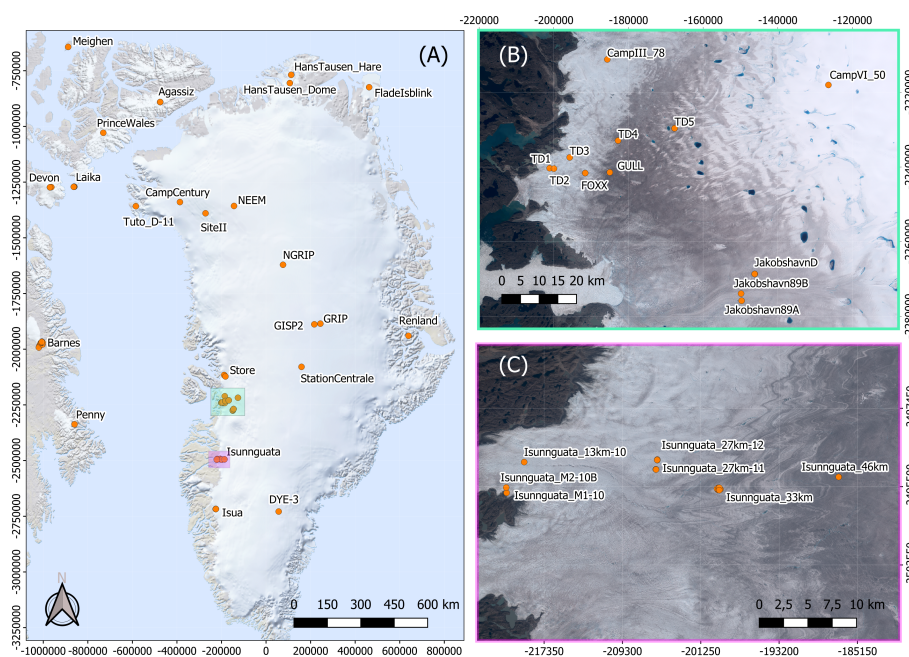 (A)
Meighen
HansTausen_Hare
HansTausen_Dome
FladeIsblink
Agassiz
PrinceWales
Devon
Laika
CampCentury
NEEM
Tuto_D-11
SiteII
NGRIP
GISP2
GRIP
Renland
Barnes
Store
StationCentrale
Penny
Isunnguata
DYE-3
Isua
N
0 150 300 450 600 km
-750000
-1000000
-1250000
-1500000
-1750000
-2000000
-2250000
-2500000
-2750000
-3000000
-3250000
-1000000 -800000 -600000 -400000 -200000 0 200000 400000 600000 800000
-220000 -200000 -180000 -160000 -140000 -120000
(B)
CampIII_78
CampVI_50
TD5
TD4
TD3
TD1
TD2
GULL
FOXX
JakobshavnD
Jakobshavn89B
Jakobshavn89A
0 5 10 15 20 km
-2220000
-2240000
-2260000
-2280000
(C)
Isunnguata_13km-10
Isunnguata_27km-12
Isunnguata_27km-11
Isunnguata_46km
Isunnguata_M2-10B
Isunnguata_M1-10
Isunnguata_33km
0 2,5 5 7,5 10 km
-217350 -209300 -201250 -193200 -185150